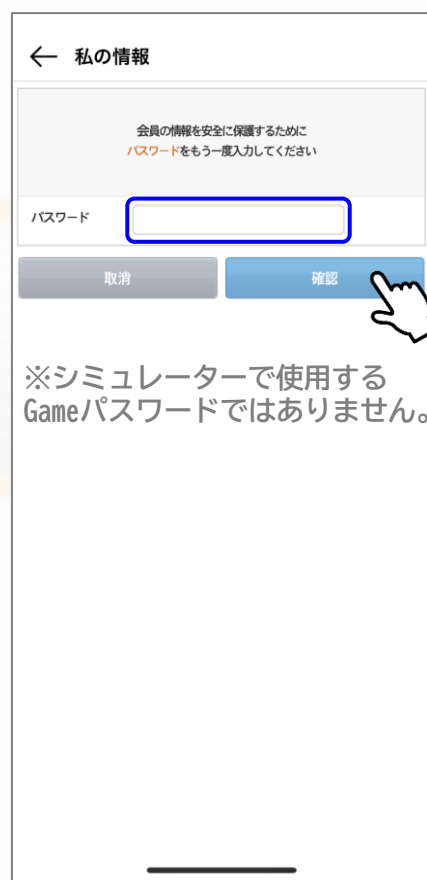 ← 私の情報
会員の情報を安全に保護するために
パスワードをもう一度入力してください
パスワード
取消
確認
※シミュレーターで使用する
Gameパスワードではありません。